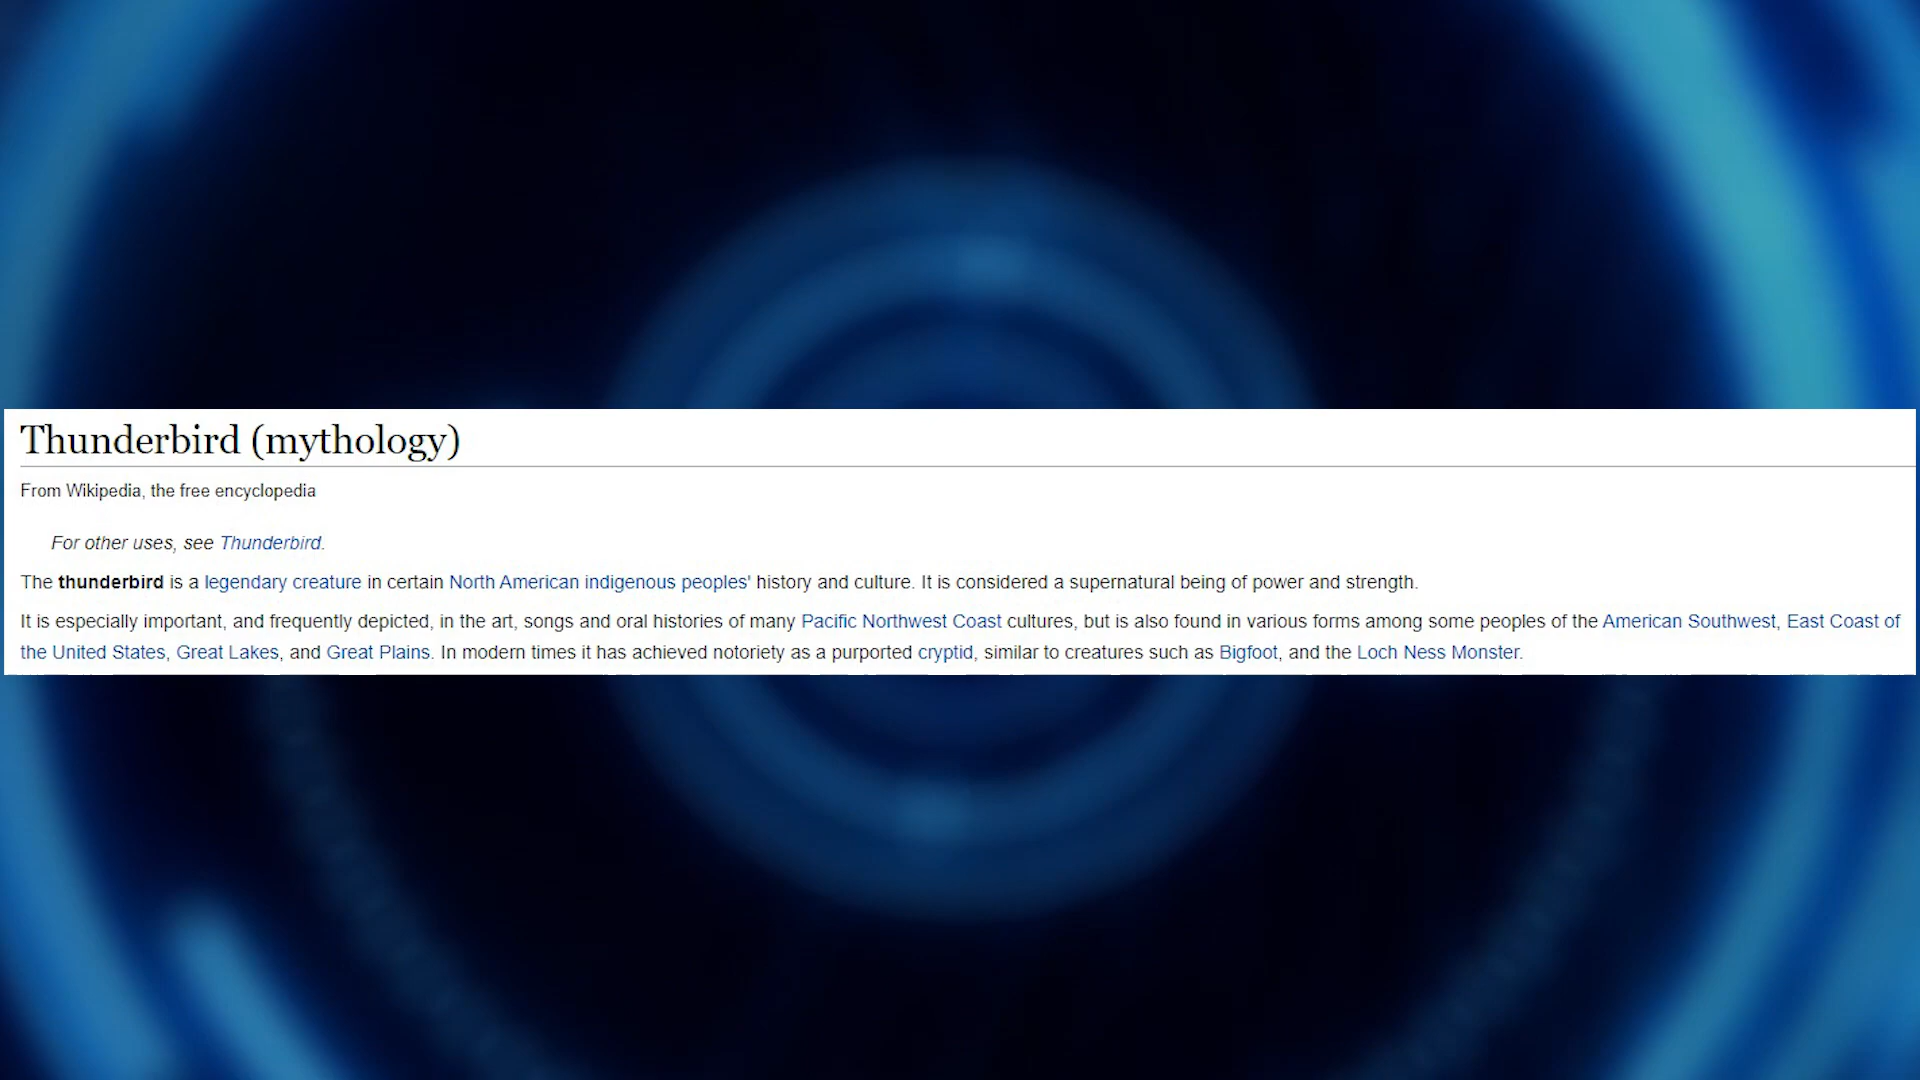 Thunderbird (mythology)
From Wikipedia, the free encyclopedia
For other uses, see Thunderbird.
The thunderbird is a legendary creature in certain North American indigenous peoples' history and culture. It is considered a supernatural being of power and strength.
It is especially important, and frequently depicted, in the art, songs and oral histories of many Pacific Northwest Coast cultures, but is also found in various forms among some peoples of the American Southwest, East Coast of
the United States, Great Lakes, and Great Plains. In modern times it has achieved notoriety as a purported cryptid, similar to creatures such as Bigfoot, and the Loch Ness Monster.